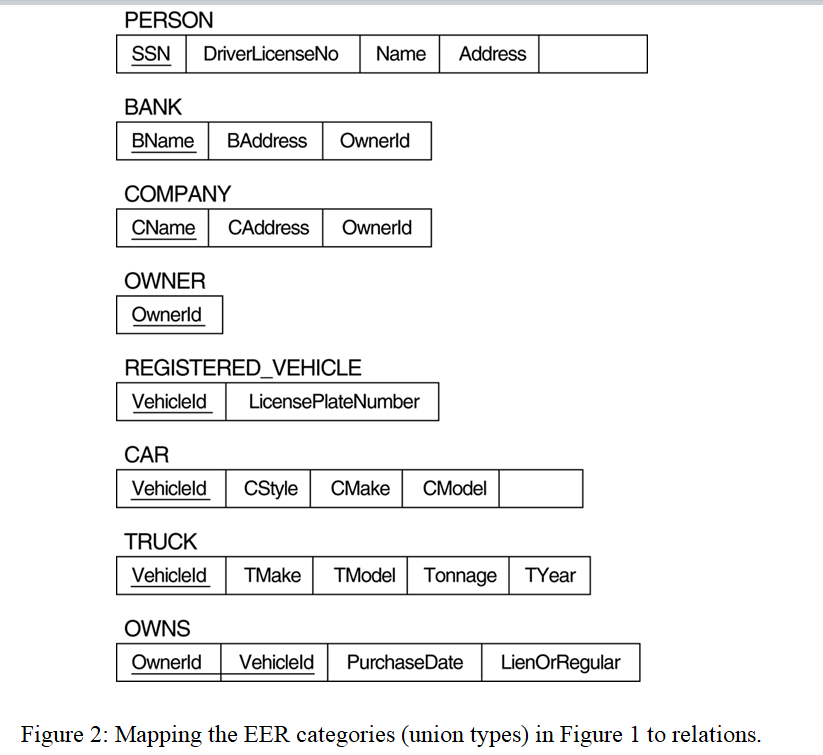 PERSON
SSN DriverLicenseNo Name Address
BANK
BName BAddress OwnerId
COMPANY
CName CAddress OwnerId
OWNER
OwnerId
REGISTERED_VEHICLE
VehicleId LicensePlateNumber
CAR
VehicleId CStyle CMake CModel
TRUCK
VehicleId TMake TModel Tonnage TYear
OWNS
OwnerId VehicleId PurchaseDate LienOrRegular
Figure 2: Mapping the EER categories (union types) in Figure 1 to relations.